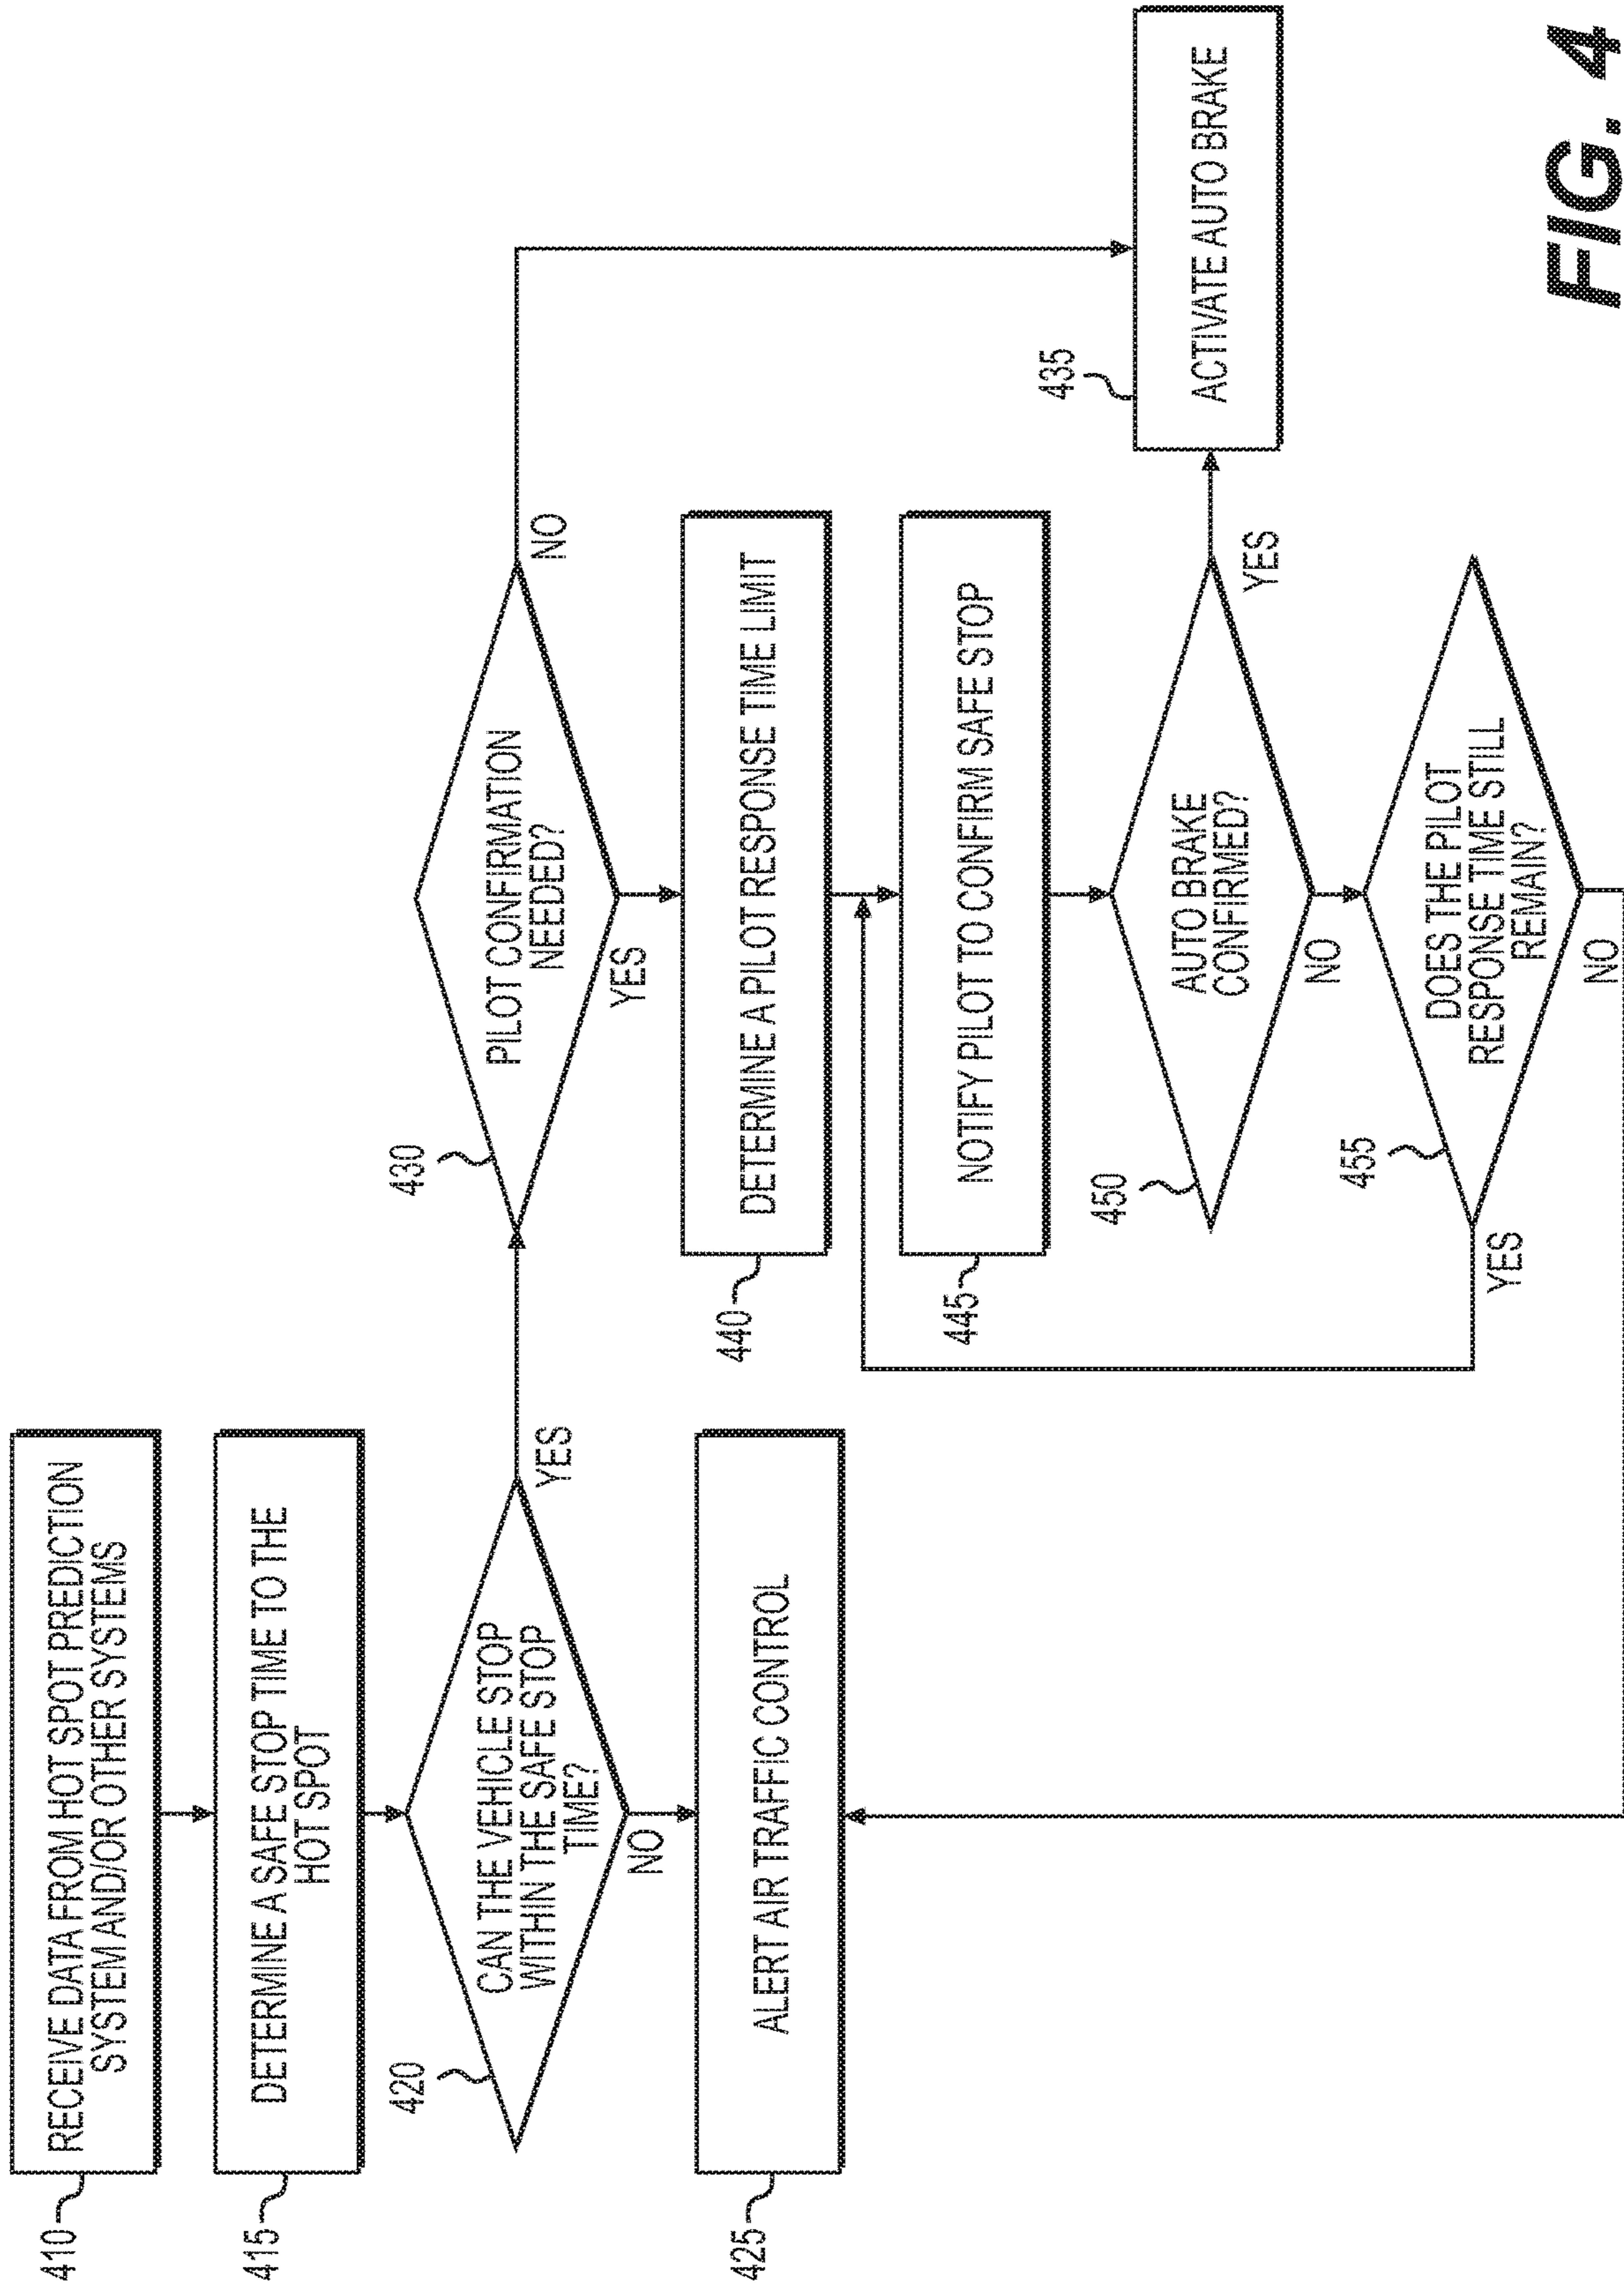 410
RECEIVE DATA FROM HOT SPOT PREDICTION
SYSTEM AND/OR OTHER SYSTEMS
415
DETERMINE A SAFE STOP TIME TO THE
HOT SPOT
420
CAN THE VEHICLE STOP
WITHIN THE SAFE STOP
TIME?
YES
NO
425
ALERT AIR TRAFFIC CONTROL
430
PILOT CONFIRMATION
NEEDED?
NO
YES
440
DETERMINE A PILOT RESPONSE TIME LIMIT
445
NOTIFY PILOT TO CONFIRM SAFE STOP
450
AUTO BRAKE
CONFIRMED?
YES
NO
435
ACTIVATE AUTO BRAKE
455
DOES THE PILOT
RESPONSE TIME STILL
REMAIN?
YES
NO
FIG. 4